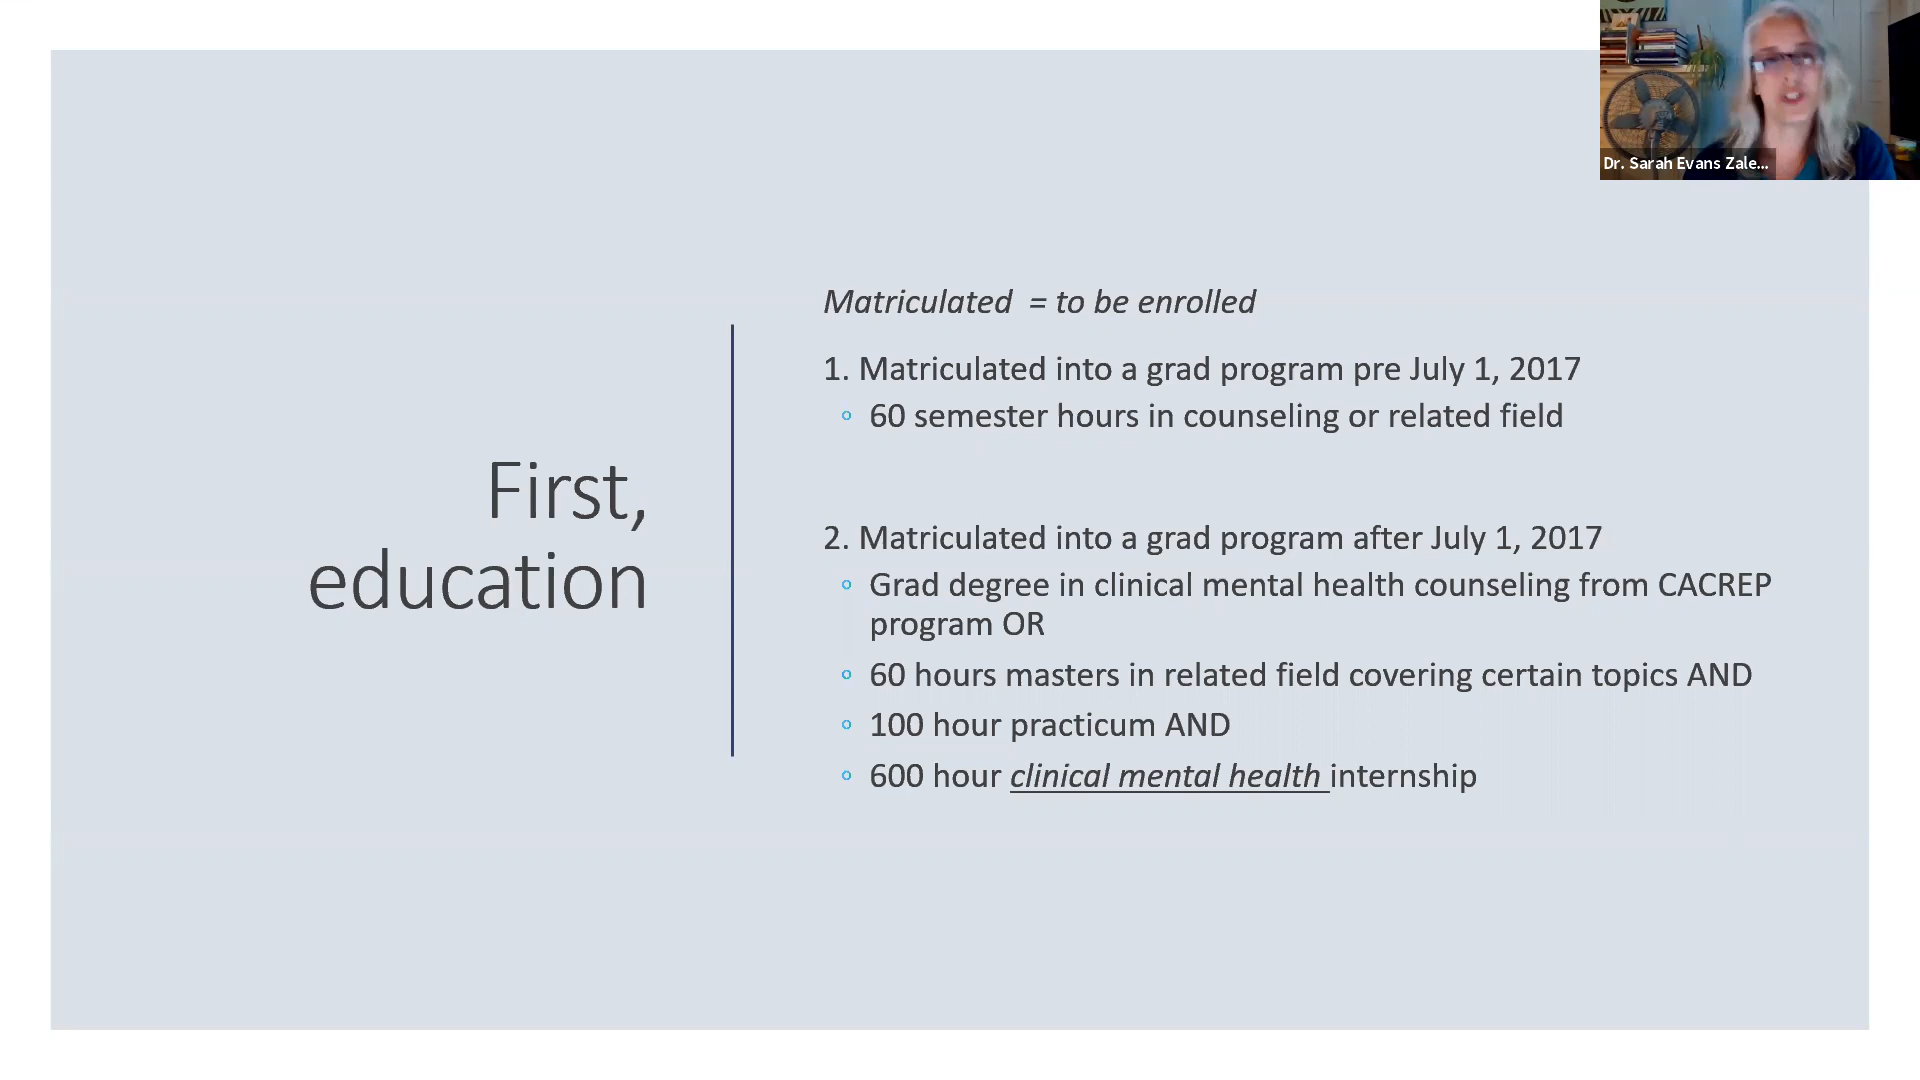 Dr. Sarah Evans Zale...
First,
education
Matriculated = to be enrolled
1. Matriculated into a grad program pre July 1, 2017
◦ 60 semester hours in counseling or related field
2. Matriculated into a grad program after July 1, 2017
◦ Grad degree in clinical mental health counseling from CACREP
program OR
◦ 60 hours masters in related field covering certain topics AND
◦ 100 hour practicum AND
◦ 600 hour clinical mental health internship